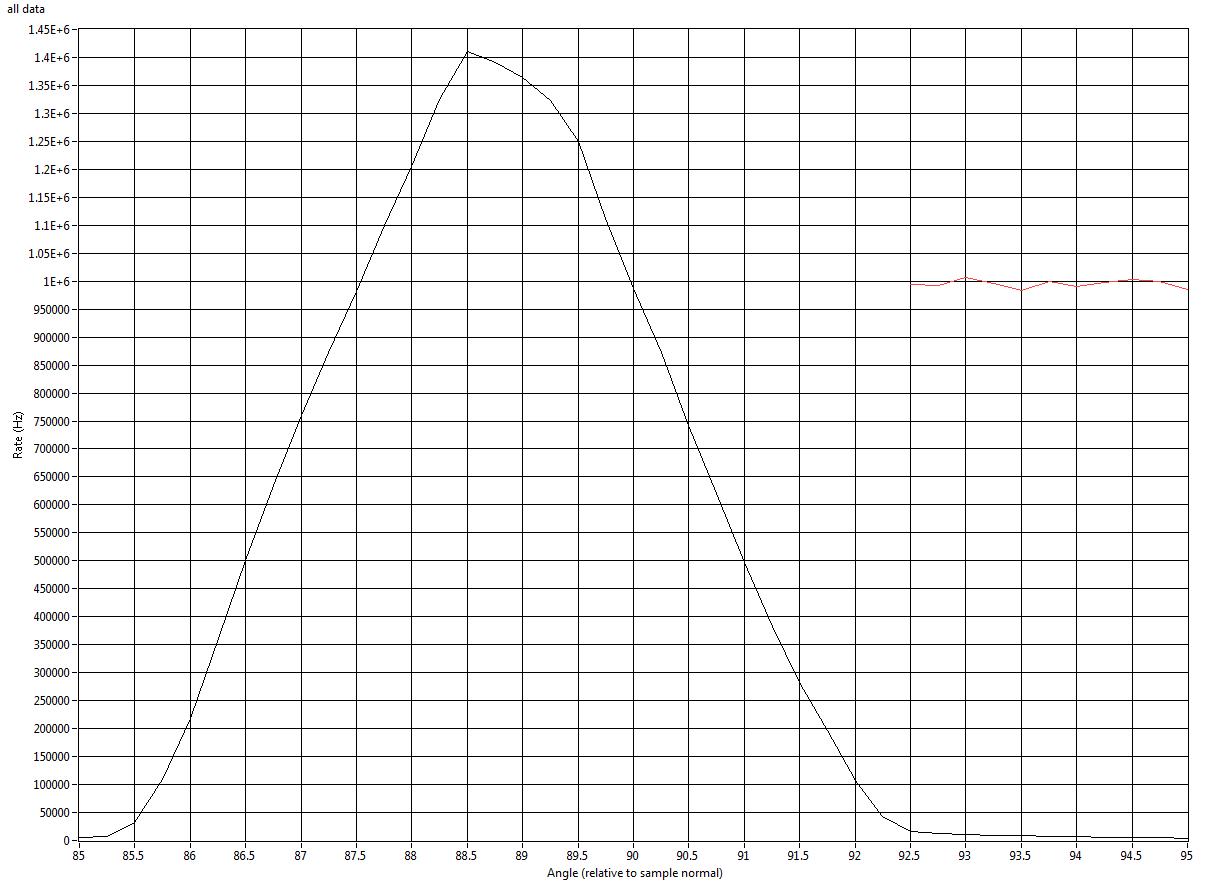 all data
1.45E+6
1.4E+6
1.35E+6
1.3E+6
1.25E+6
1.2E+6
1.15E+6
1.1E+6
1.05E+6
1E+6
950000
900000
850000
800000
750000
700000
650000
600000
550000
500000
450000
400000
350000
300000
250000
200000
150000
100000
50000
0
Rate (Hz)
85 85.5 86 86.5 87 87.5 88 88.5 89 89.5 90 90.5 91 91.5 92 92.5 93 93.5 94 94.5 95
Angle (relative to sample normal)